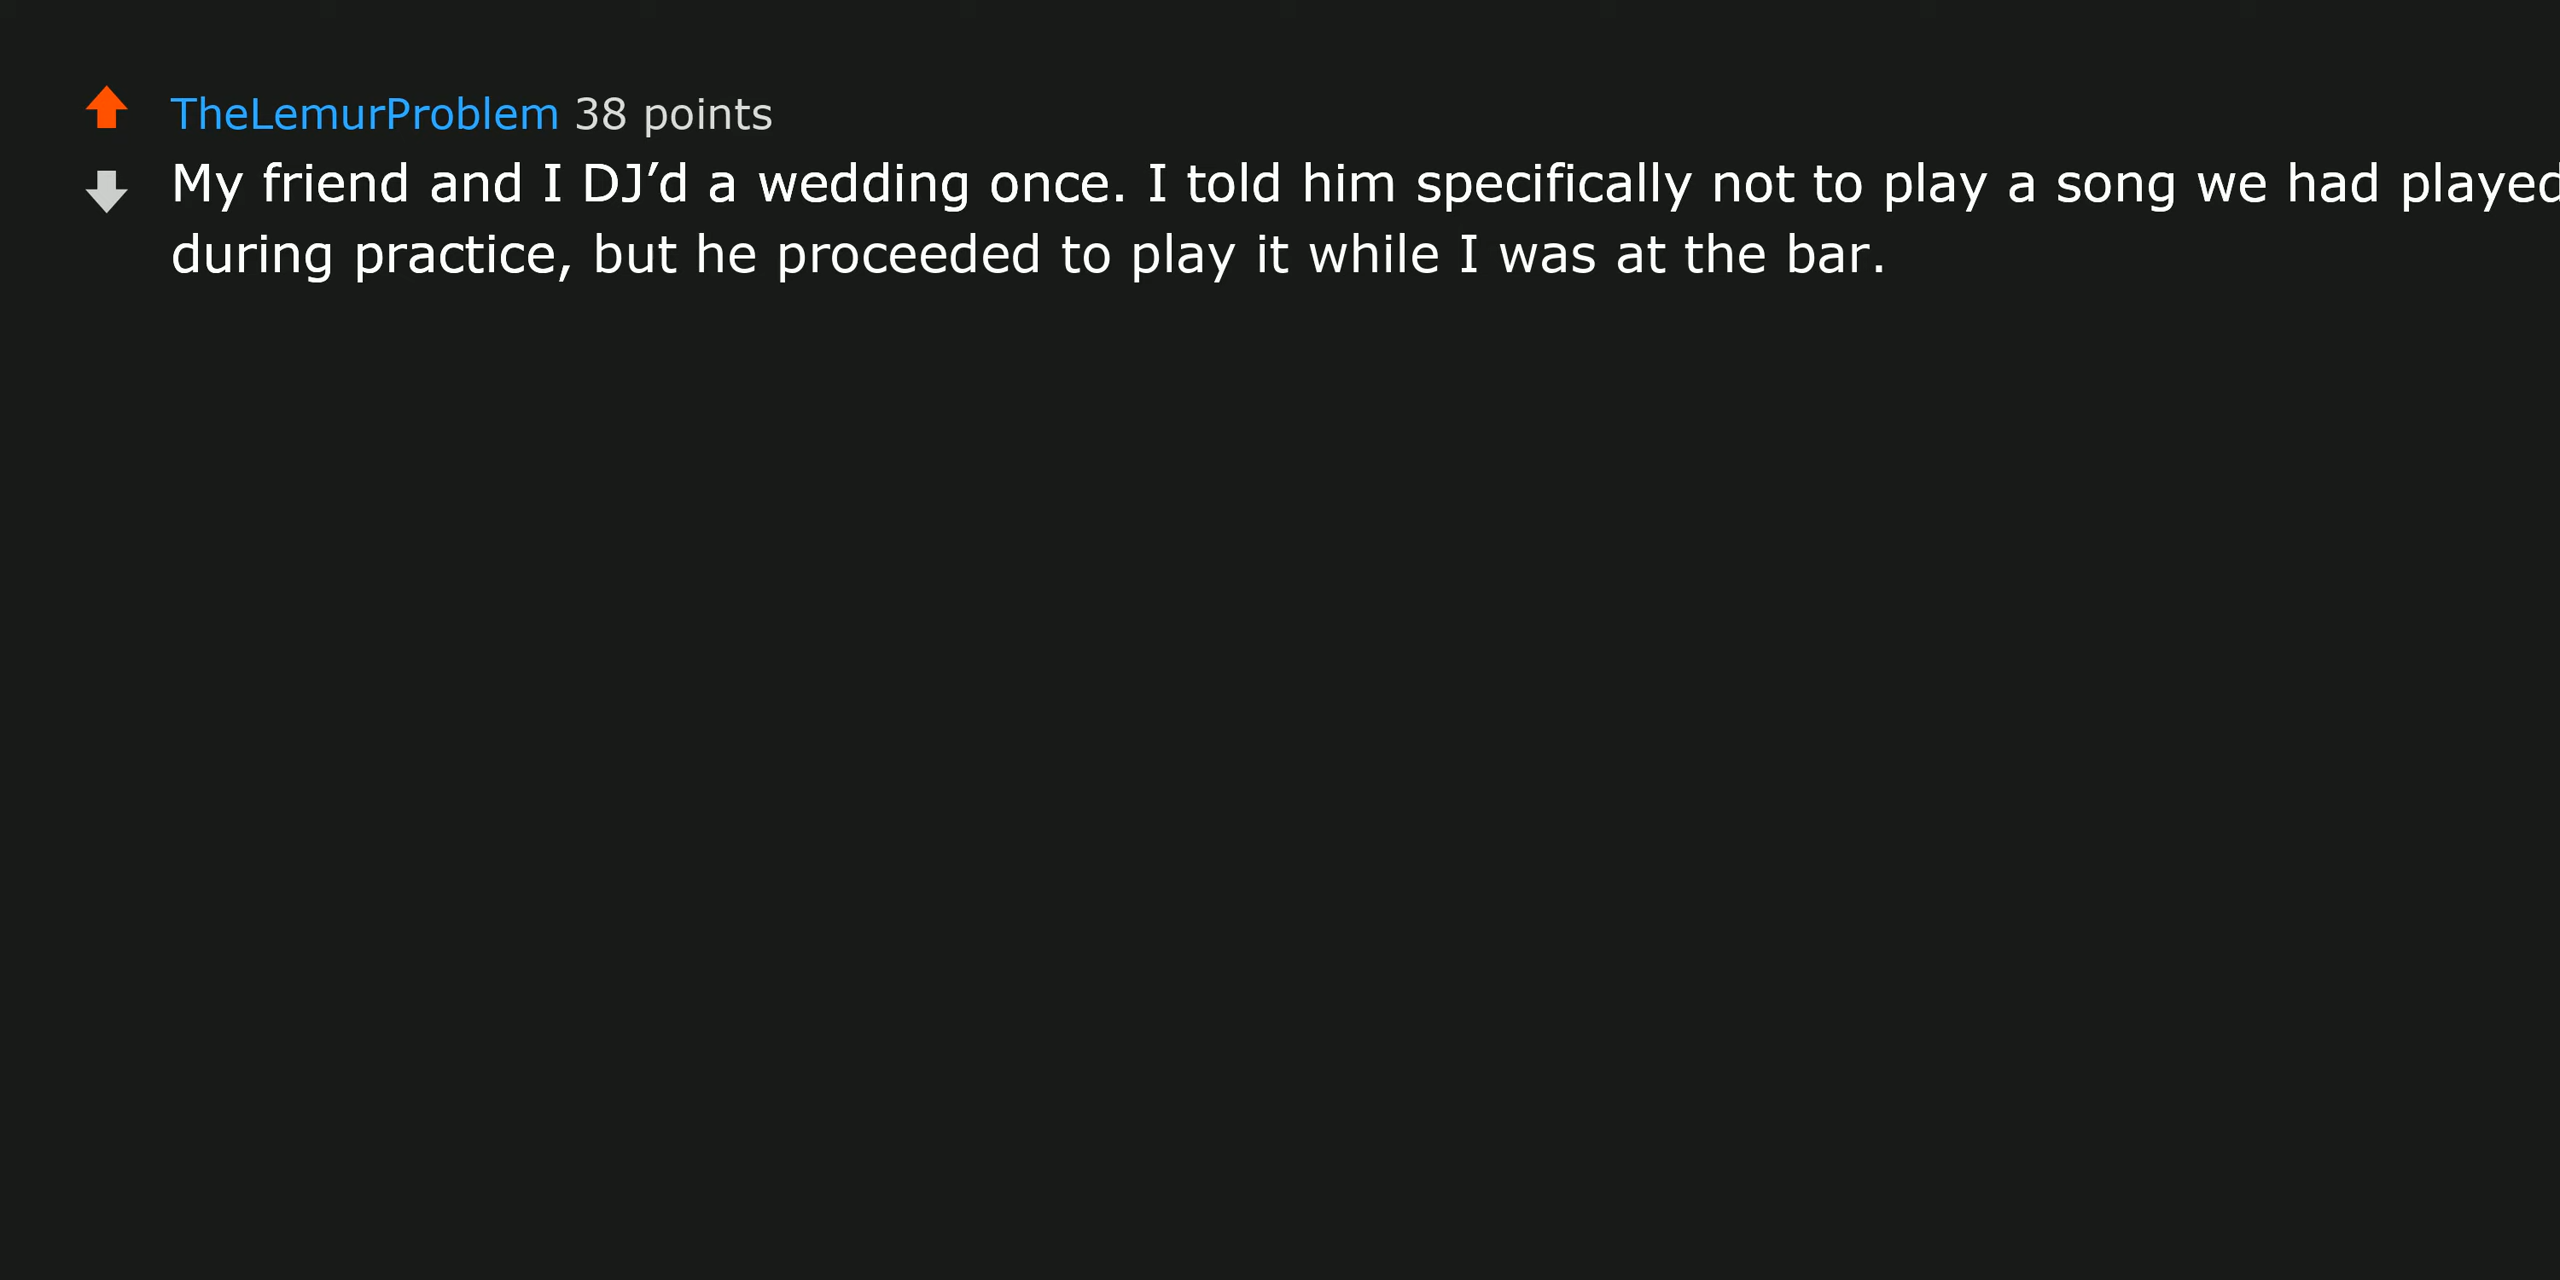 TheLemurProblem 38 points
My friend and I DJ’d a wedding once. I told him specifically not to play a song we had played
during practice, but he proceeded to play it while I was at the bar.